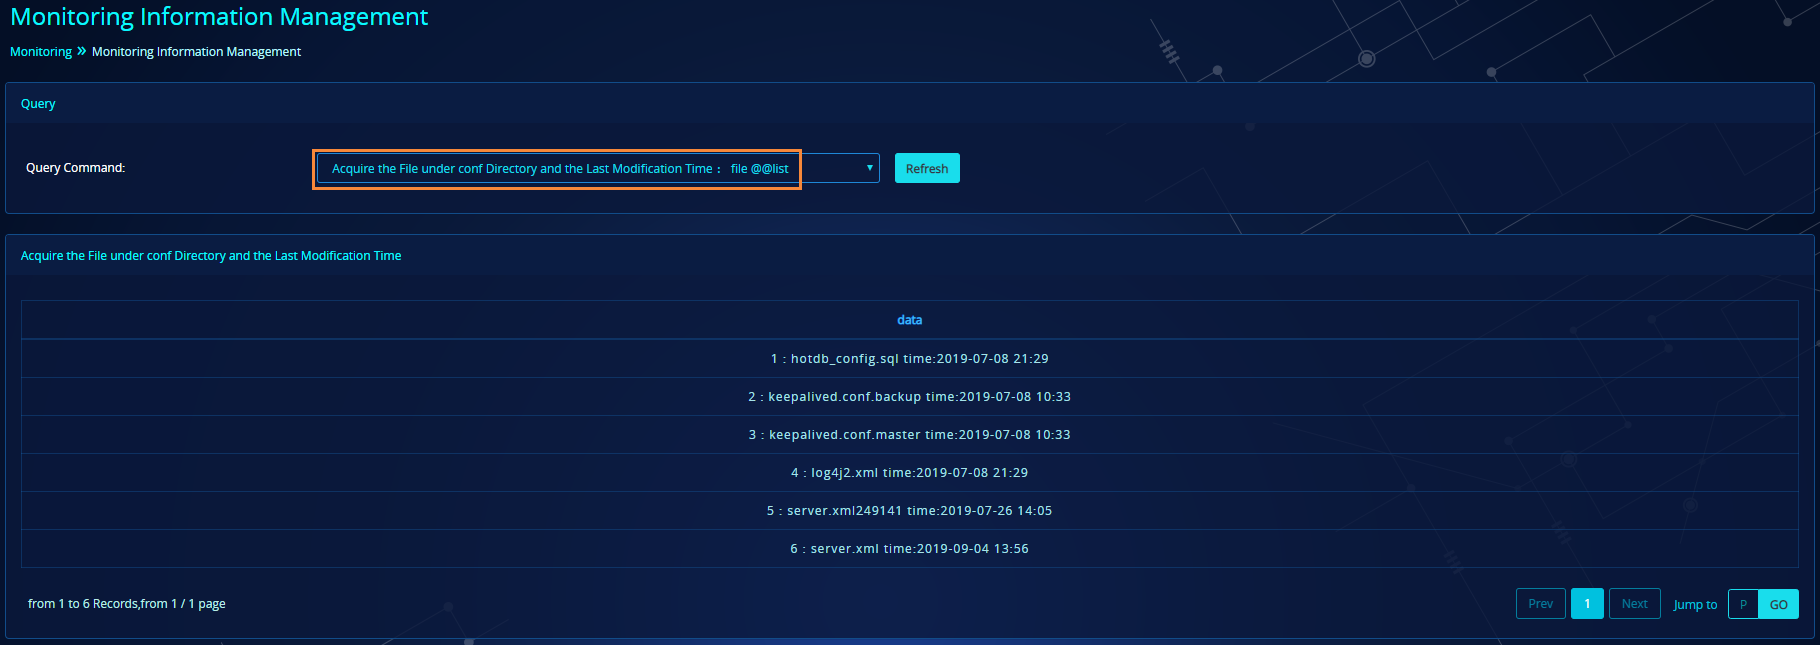 Monitoring Information Management
Monitoring » Monitoring Information Management
Query
Query Command: Acquire the File under conf Directory and the Last Modification Time : file @@list Refresh
Acquire the File under conf Directory and the Last Modification Time
data
1 : hotdb_config.sql time:2019-07-08 21:29
2 : keepalived.conf.backup time:2019-07-08 10:33
3 : keepalived.conf.master time:2019-07-08 10:33
4 : log4j2.xml time:2019-07-08 21:29
5 : server.xml249141 time:2019-07-26 14:05
6 : server.xml time:2019-09-04 13:56
from 1 to 6 Records,from 1 / 1 page Prev 1 Next Jump to P GO